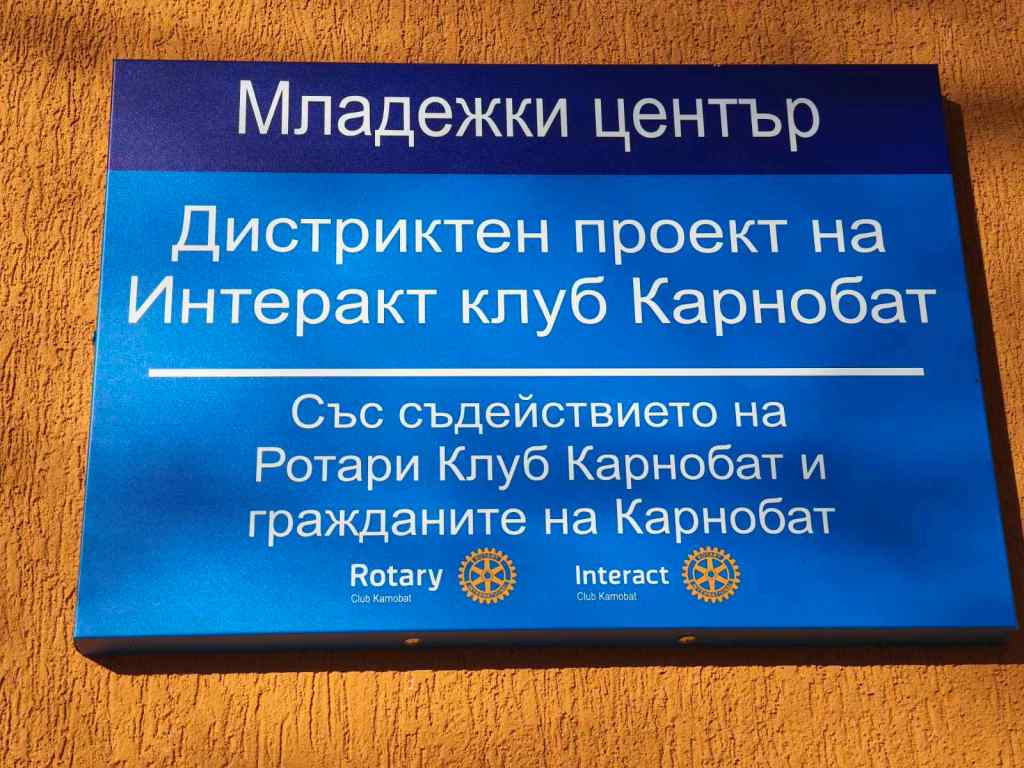 Младежки център
Дистриктен проект на
Интеракт клуб Карнобат
Със съдействието на
Ротари Клуб Карнобат и
гражданите на Карнобат
Rotary
Club Karnobat
Interact
Club Karnobat